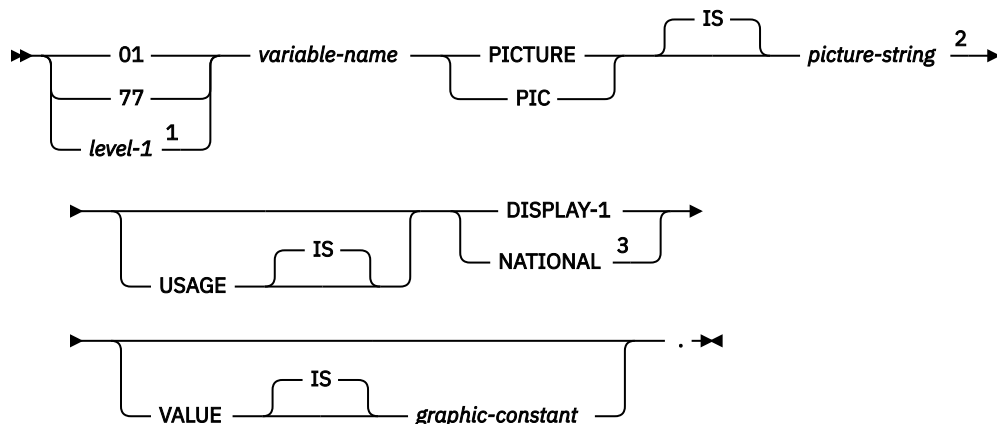 IS
01 variable-name PICTURE picture-string 2
77 PIC
level-1 1
DISPLAY-1
IS NATIONAL 3
USAGE
.
IS
VALUE graphic-constant